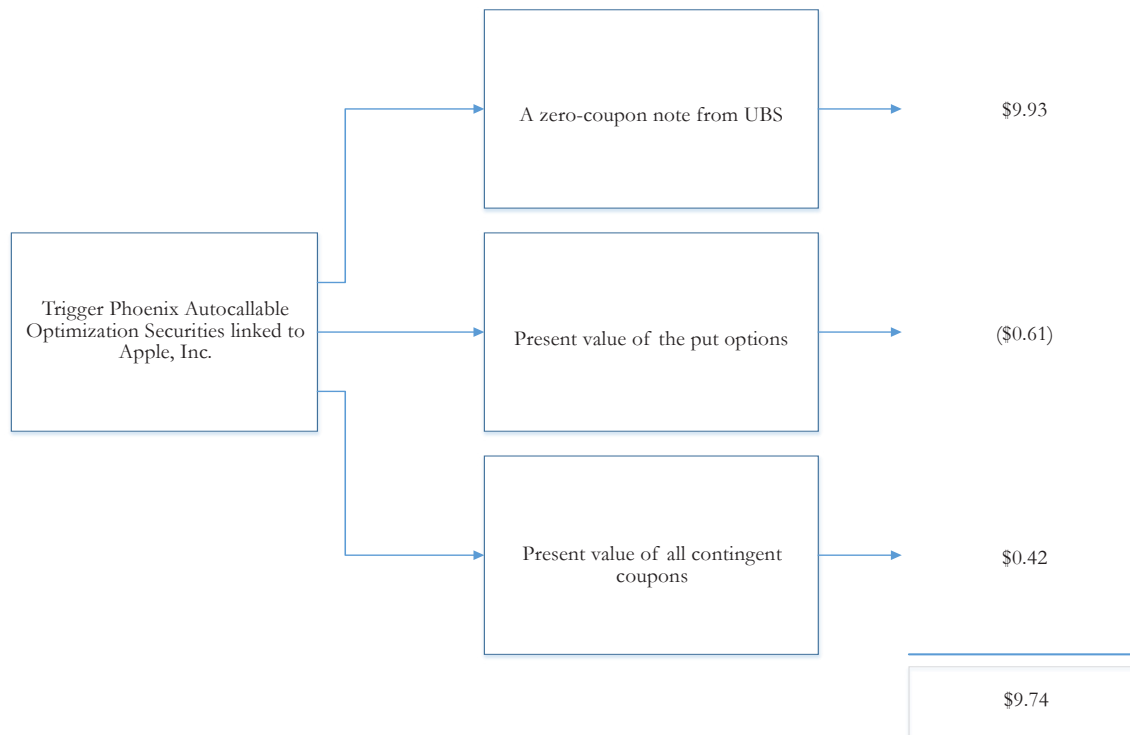 A zero-coupon note from UBS
$9.93
Trigger Phoenix Autocallable
Optimization Securities linked to
Apple, Inc.
Present value of the put options
($0.61)
Present value of all contingent
coupons
$0.42
$9.74